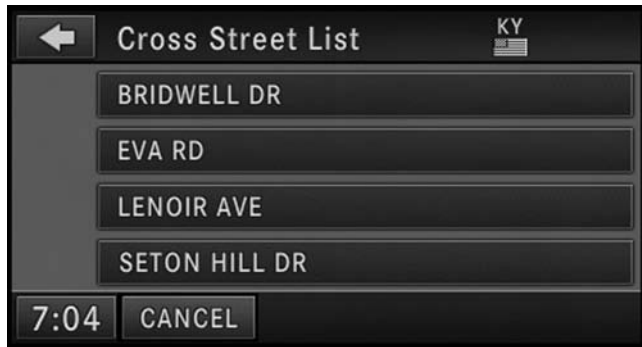 Cross Street List KY
BRIDWELL DR
EVA RD
LENOIR AVE
SETON HILL DR
7:04 CANCEL